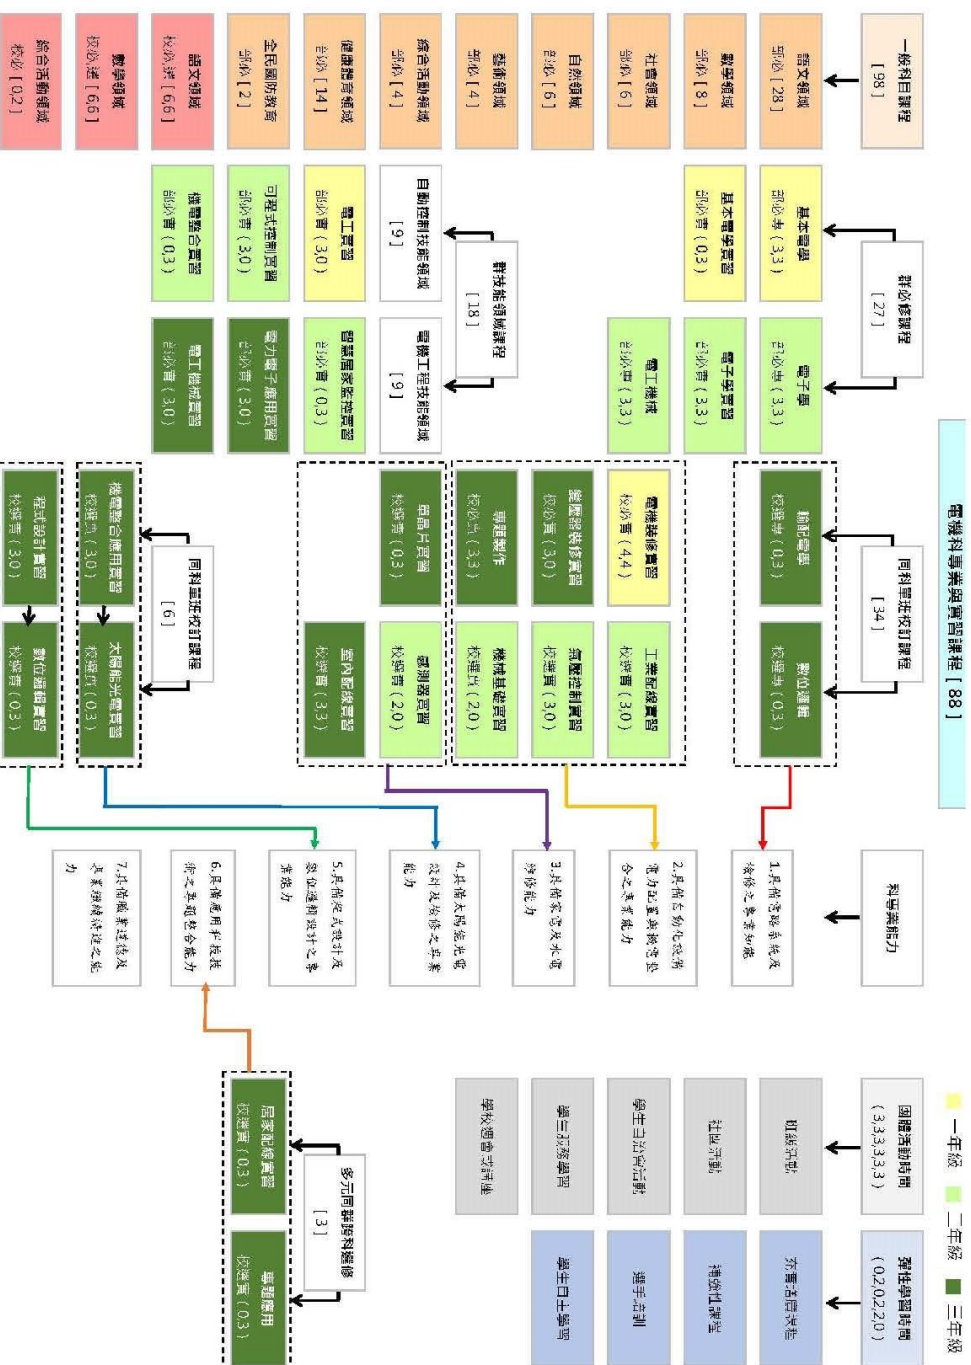 電機科專業與實習課程 [ 88 ]
一年級
二年級
三年級
一般科目課程
[ 98 ]
語文領域
部必 [ 28 ]
數學領域
部必 [ 8 ]
社會領域
部必 [ 6 ]
自然領域
部必 [ 6 ]
藝術領域
部必 [ 4 ]
綜合活動領域
部必 [ 4 ]
健康體育領域
部必 [ 14 ]
全民國防教育
部必 [ 2 ]
語文領域
校必,選 [ 6,6 ]
數學領域
校必,選 [ 6,6 ]
綜合活動領域
校必 [ 0,2 ]
群必修課程
[ 27 ]
基本電學
部必專 ( 3,3 )
基本電學實習
部必實 ( 0,3 )
電子學
部必專 ( 3,3 )
電子學實習
部必實 ( 3,3 )
電工機械
部必專 ( 3,3 )
群技能領域課程
[ 18 ]
自動控制技能領域
[ 9 ]
電工實習
部必實 ( 3,0 )
可程式控制實習
部必實 ( 3,0 )
機電整合實習
部必實 ( 0,3 )
電機工程技能領域
[ 9 ]
智慧居家監控實習
部必實 ( 0,3 )
電力電子應用實習
部必實 ( 3,0 )
電工機械實習
部必實 ( 3,0 )
同科單班校訂課程
[ 34 ]
輸配電學
校選專 ( 0,3 )
數位邏輯
校選專 ( 0,3 )
電機裝修實習
校必實 ( 4,4 )
工業配線實習
校選實 ( 3,0 )
變壓器裝修實習
校必實 ( 3,0 )
氣壓控制實習
校選實 ( 3,0 )
專題製作
校必實 ( 3,3 )
機械基礎實習
校選實 ( 2,0 )
單晶片實習
校選實 ( 0,3 )
感測器實習
校選實 ( 2,0 )
室內配線實習
校選實 ( 3,3 )
同科單班校訂課程
[ 6 ]
機電整合應用實習
校選實 ( 3,0 )
太陽能光電實習
校選實 ( 0,3 )
程式設計實習
校選實 ( 3,0 )
數位邏輯實習
校選實 ( 0,3 )
科專業能力
1.具備電路系統及
檢修之專業知能
2.具備自動化設備
電力配置與機電整
合之專業能力
3.具備家電及水電
維修能力
4.具備太陽能光電
設計及檢修之專業
能力
5.具備程式設計及
數位邏輯設計之專
業能力
6.具備應用科技技
術之專題整合能力
7.具備職業道德及
專業繼續精進之能
力
團體活動時間
( 3,3,3,3,3,3 )
班級活動
社團活動
學生自治會活動
學生服務學習
學校週會或講座
彈性學習時間
( 0,2,0,2,2,0 )
充實增廣課程
補強性課程
選手培訓
學生自主學習
多元同群跨科選修
[ 3 ]
居家配線實習
校選實 ( 0,3 )
專題應用
校選實 ( 0,3 )